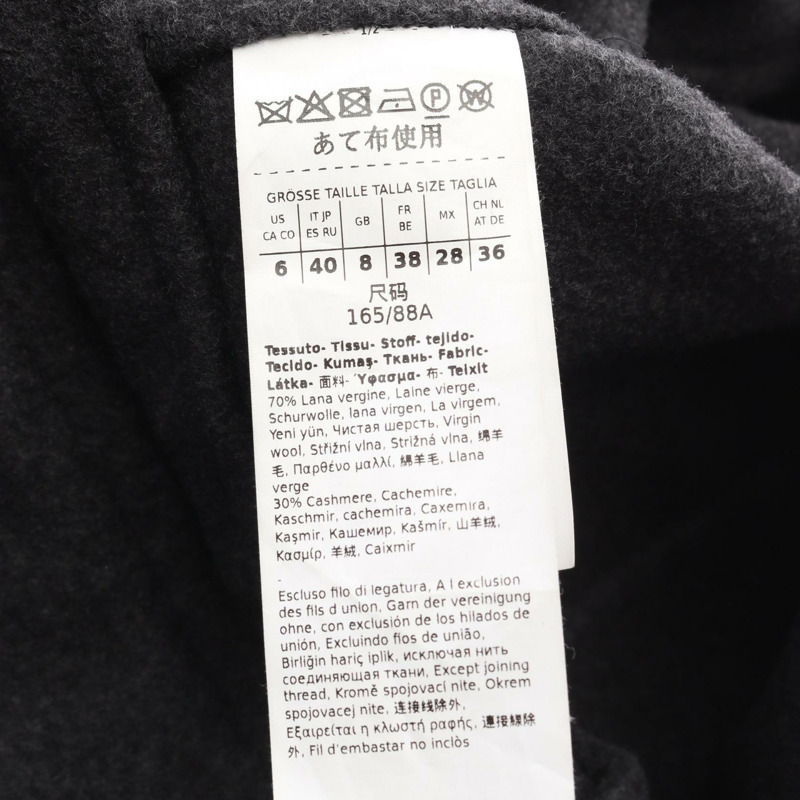 1/2
P
W
あて布使用
GRÖSSE TAILLE TALLA SIZE TAGLIA
US CA CO
IT JP ES RU
GB
FR BE
MX
CH NL AT DE
6 40 8 38 28 36
尺码
165/88A
Tessuto- Tissu- Stoff- tejido-
Tecido- Kumaş- Ткань- Fabric-
Látka- 面料- Ύφασμα- 布- Teixit
70% Lana vergine, Laine vierge,
Schurwolle, lana virgen, La virgem,
Yeni yün, Чистая шерсть, Virgin
wool, Střižní vlna, Strižná vlna, 绵羊
毛, Παρθένο μαλλί, 綿羊毛, Llana
verge
30% Cashmere, Cachemire,
Kaschmir, cachemira, Caxemira,
Kaşmir, Кашемир, Kašmír, 山羊绒,
Κασμίρ, 羊絨, Caixmir
-
Escluso filo di legatura, A l exclusion
des fils d union, Garn der vereinigung
ohne, con exclusión de los hilados de
unión, Excluindo fios de união,
Birliğin hariç iplik, исключая нить
соединяющая ткани, Except joining
thread, Kromě spojovací nite, Okrem
spojovacej nite, 连接线除外,
Εξαιρείται η κλωστή ραφής, 連接線除
外, Fil d'embastar no inclòs